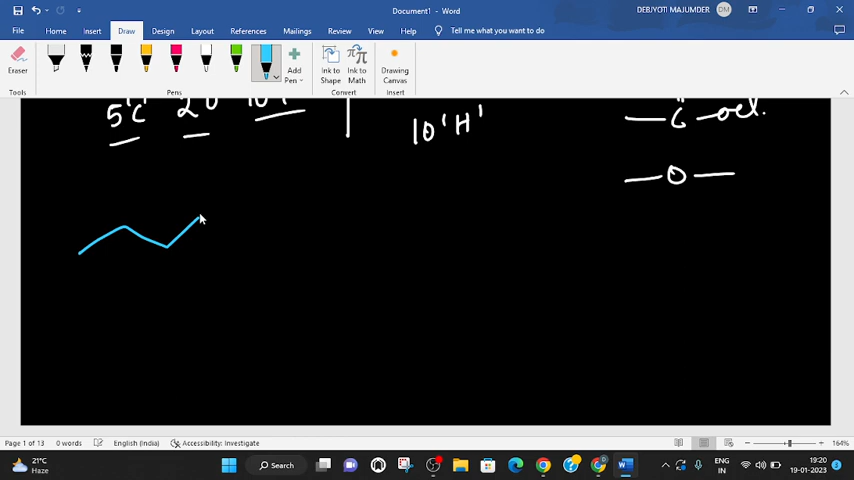 Document1 - Word
DEBJYOTI MAJUMDER DM
File Home Insert Draw Design Layout References Mailings Review View Help Tell me what you want to do
Eraser
Add Pen
Ink to Shape
Ink to Math
Drawing Canvas
Tools Pens Convert Insert
5'C'
10'H'
O
Page 1 of 13 0 words English (India) Accessibility: Investigate 164%
21°C
Haze
Search
ENG
IN
19:20
19-01-2023
3